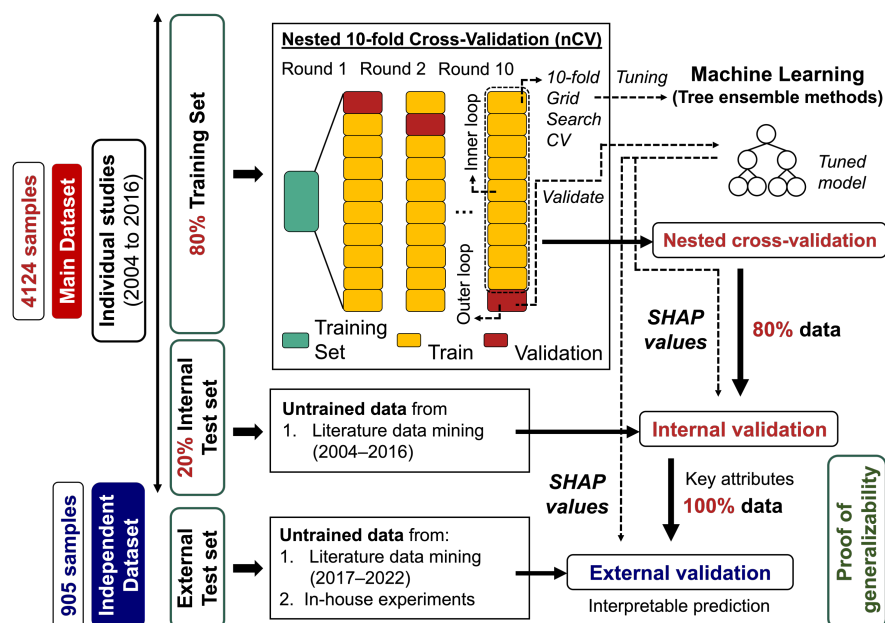 4124 samples
Main Dataset
Individual studies
(2004 to 2016)
905 samples
Independent
Dataset
80% Training Set
20% Internal
Test set
External
Test set
Nested 10-fold Cross-Validation (nCV)
Round 1 Round 2 Round 10
Inner loop
Outer loop
...
10-fold
Grid
Search
CV
Tuning
Validate
Training
Set
Train
Validation
Machine Learning
(Tree ensemble methods)
Tuned
model
Nested cross-validation
SHAP
values
80% data
Untrained data from
1. Literature data mining
(2004–2016)
Internal validation
SHAP
values
Key attributes
100% data
Untrained data from:
1. Literature data mining
(2017–2022)
2. In-house experiments
External validation
Interpretable prediction
Proof of
generalizability